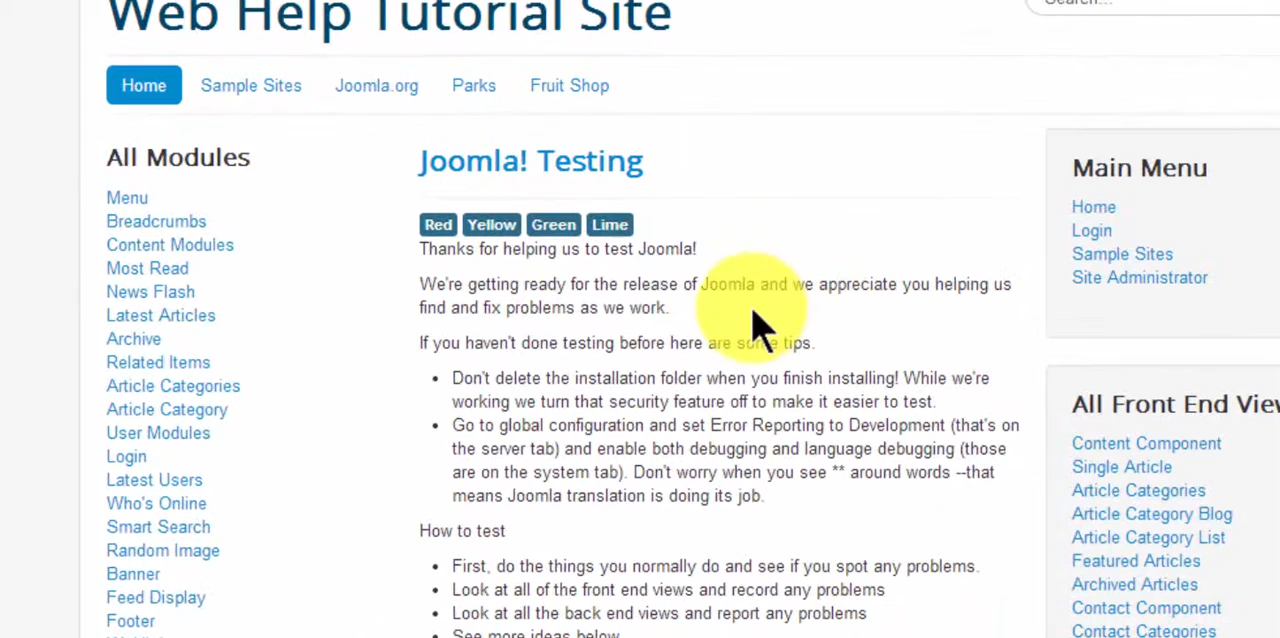 Web Help Tutorial Site
Search...
Home Sample Sites Joomla.org Parks Fruit Shop
All Modules
Menu
Breadcrumbs
Content Modules
Most Read
News Flash
Latest Articles
Archive
Related Items
Article Categories
Article Category
User Modules
Login
Latest Users
Who's Online
Smart Search
Random Image
Banner
Feed Display
Footer
Joomla! Testing
Red Yellow Green Lime
Thanks for helping us to test Joomla!
We're getting ready for the release of Joomla and we appreciate you helping us
find and fix problems as we work.
If you haven't done testing before here are some tips.
• Don't delete the installation folder when you finish installing! While we're
working we turn that security feature off to make it easier to test.
• Go to global configuration and set Error Reporting to Development (that's on
the server tab) and enable both debugging and language debugging (those
are on the system tab). Don't worry when you see ** around words --that
means Joomla translation is doing its job.
How to test
• First, do the things you normally do and see if you spot any problems.
• Look at all of the front end views and record any problems
• Look at all the back end views and report any problems
• See more ideas below
Main Menu
Home
Login
Sample Sites
Site Administrator
All Front End View
Content Component
Single Article
Article Categories
Article Category Blog
Article Category List
Featured Articles
Archived Articles
Contact Component
Contact Categories